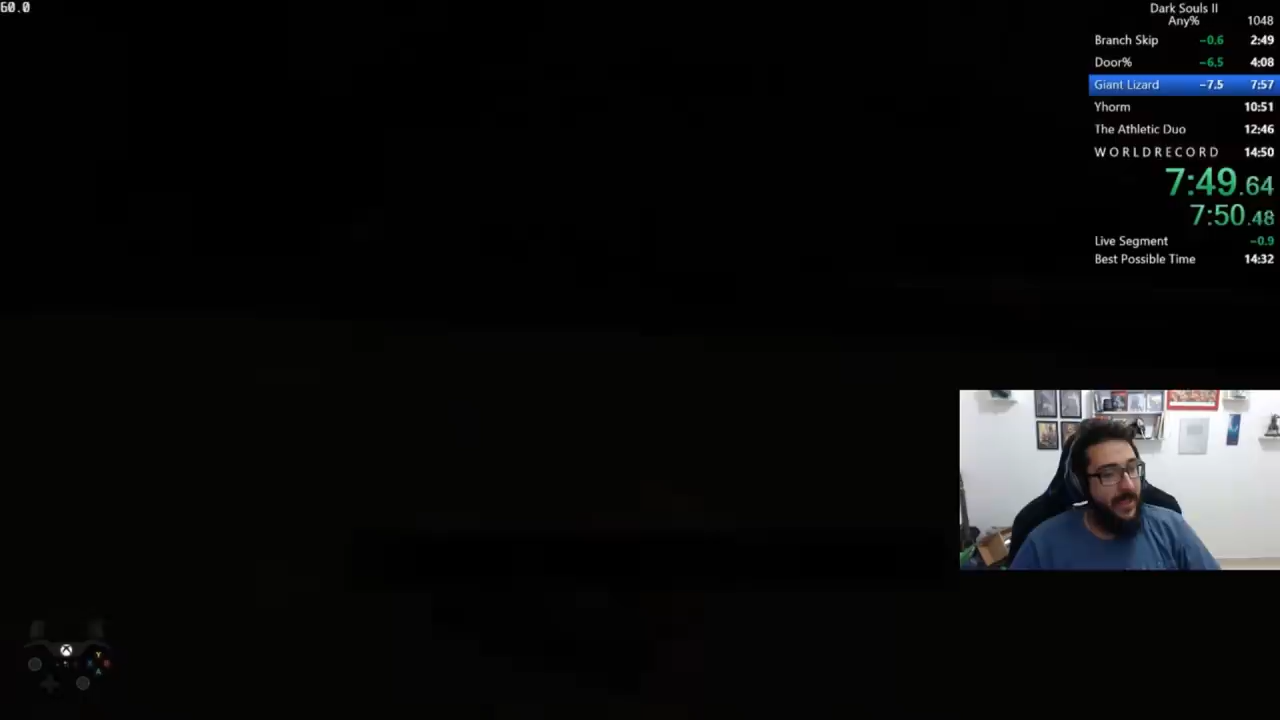 60.0
Dark Souls II
Any% 1048
Branch Skip -0.6 2:49
Door% -6.5 4:08
Giant Lizard -7.5 7:57
Yhorm 10:51
The Athletic Duo 12:46
W O R L D R E C O R D 14:50
7:49.64
7:50.48
Live Segment -0.9
Best Possible Time 14:32
Y
X B
A